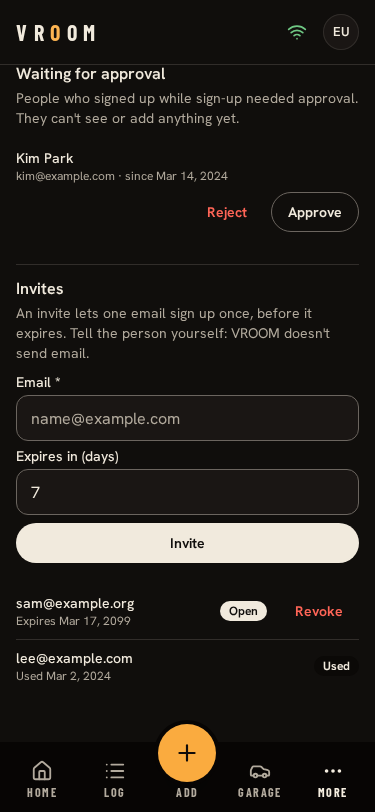 VROOM
EU
Waiting for approval
People who signed up while sign-up needed approval.
They can't see or add anything yet.
Kim Park
kim@example.com · since Mar 14, 2024
Reject
Approve
Invites
An invite lets one email sign up once, before it
expires. Tell the person yourself: VROOM doesn't
send email.
Email *
name@example.com
Expires in (days)
7
Invite
sam@example.org
Expires Mar 17, 2099
Open
Revoke
lee@example.com
Used Mar 2, 2024
Used
HOME
LOG
ADD
GARAGE
MORE